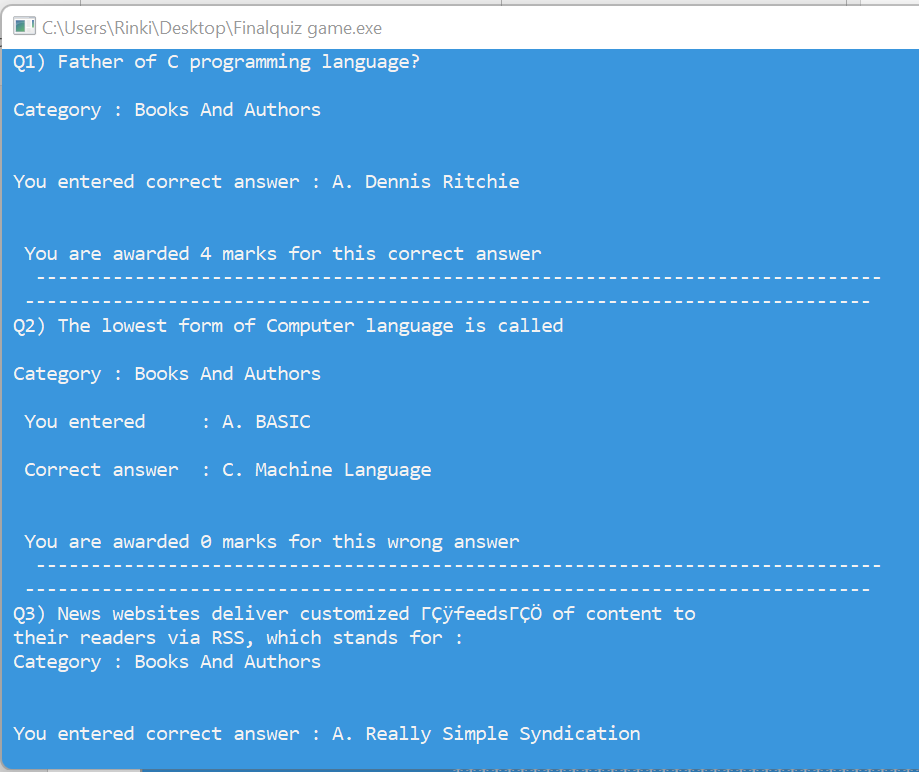 C:\Users\Rinki\Desktop\Finalquiz game.exe
Q1) Father of C programming language?
Category : Books And Authors
You entered correct answer : A. Dennis Ritchie
You are awarded 4 marks for this correct answer
-----------------------------------------------------------------------------
-----------------------------------------------------------------------------
Q2) The lowest form of Computer language is called
Category : Books And Authors
You entered     : A. BASIC
Correct answer  : C. Machine Language
You are awarded 0 marks for this wrong answer
-----------------------------------------------------------------------------
-----------------------------------------------------------------------------
Q3) News websites deliver customized ΓÇÿfeedsΓÇÖ of content to
their readers via RSS, which stands for :
Category : Books And Authors
You entered correct answer : A. Really Simple Syndication